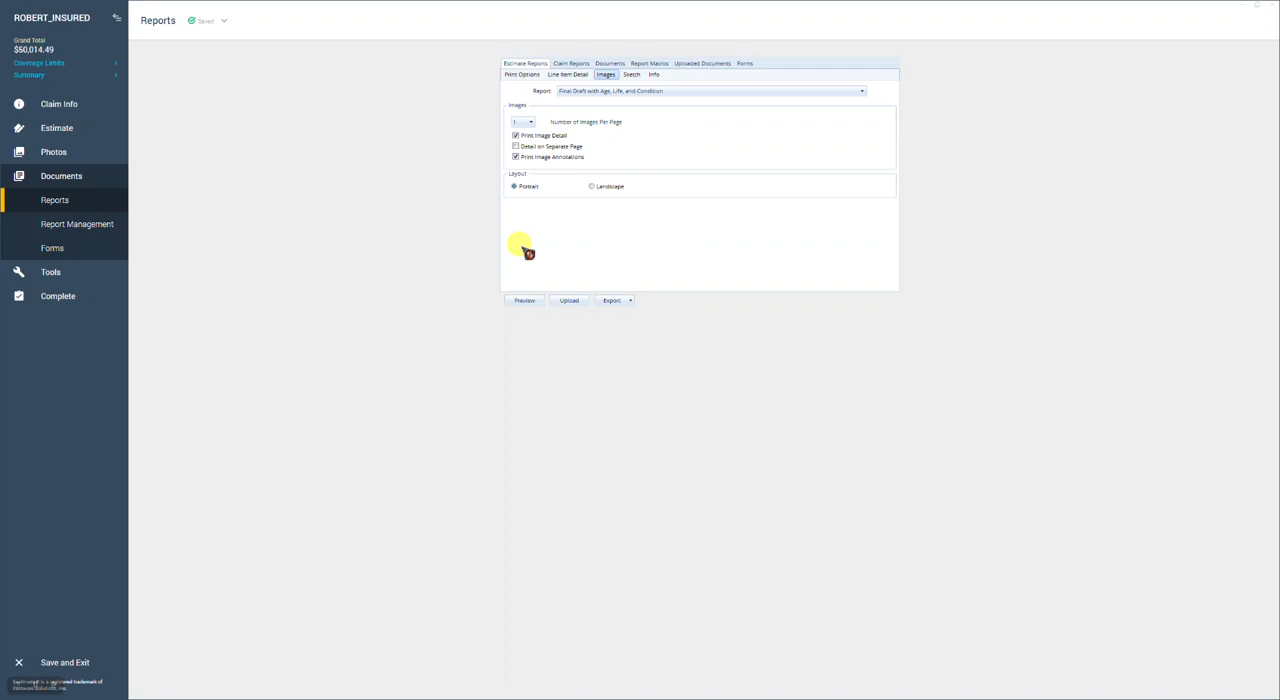 ROBERT_INSURED
Grand Total
$50,014.49
Coverage Limits
Summary
Claim Info
Estimate
Photos
Documents
Reports
Report Management
Forms
Tools
Complete
Save and Exit
registered trademark of
Reports Saved
Estimate Reports Claim Reports Documents Report Macros Uploaded Documents Forms
Print Options Line Item Detail Images Sketch Info
Report: Final Draft with Age, Life, and Condition
Images
1 Number of Images Per Page
Print Image Detail
Detail on Separate Page
Print Image Annotations
Layout
Portrait Landscape
Preview Upload Export